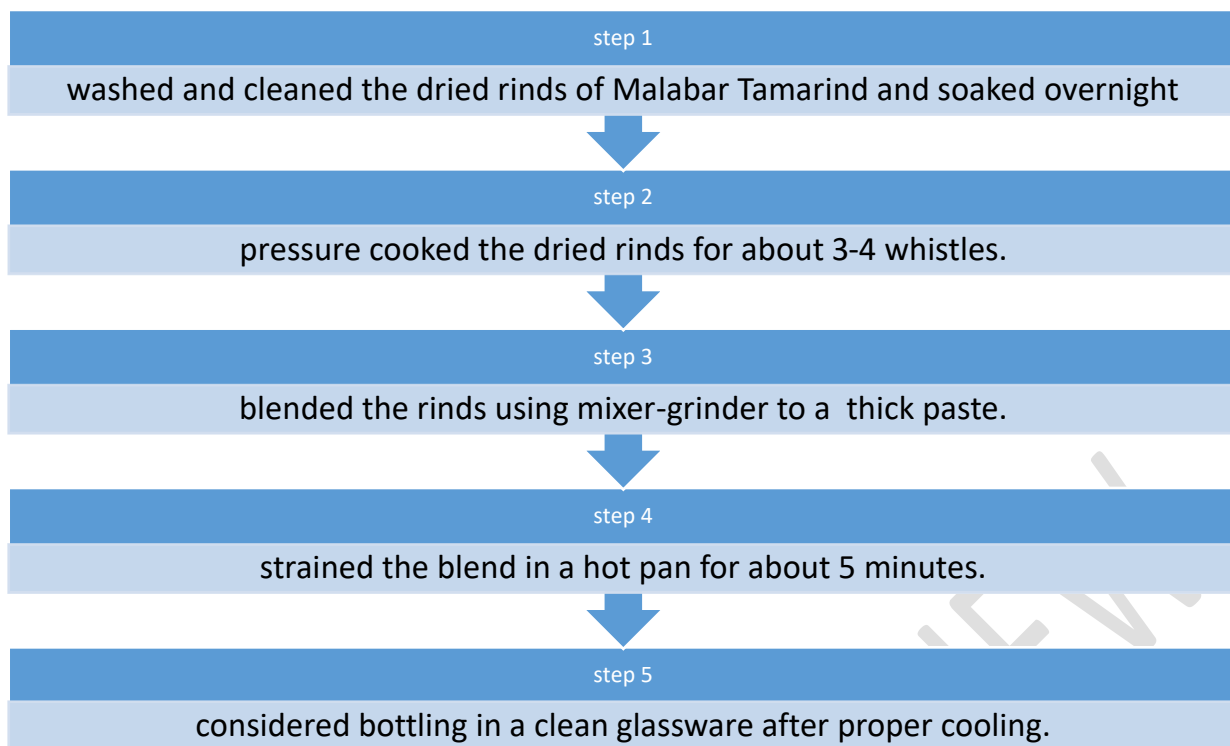 step 1
washed and cleaned the dried rinds of Malabar Tamarind and soaked overnight
step 2
pressure cooked the dried rinds for about 3-4 whistles.
step 3
blended the rinds using mixer-grinder to a thick paste.
step 4
strained the blend in a hot pan for about 5 minutes.
step 5
considered bottling in a clean glassware after proper cooling.